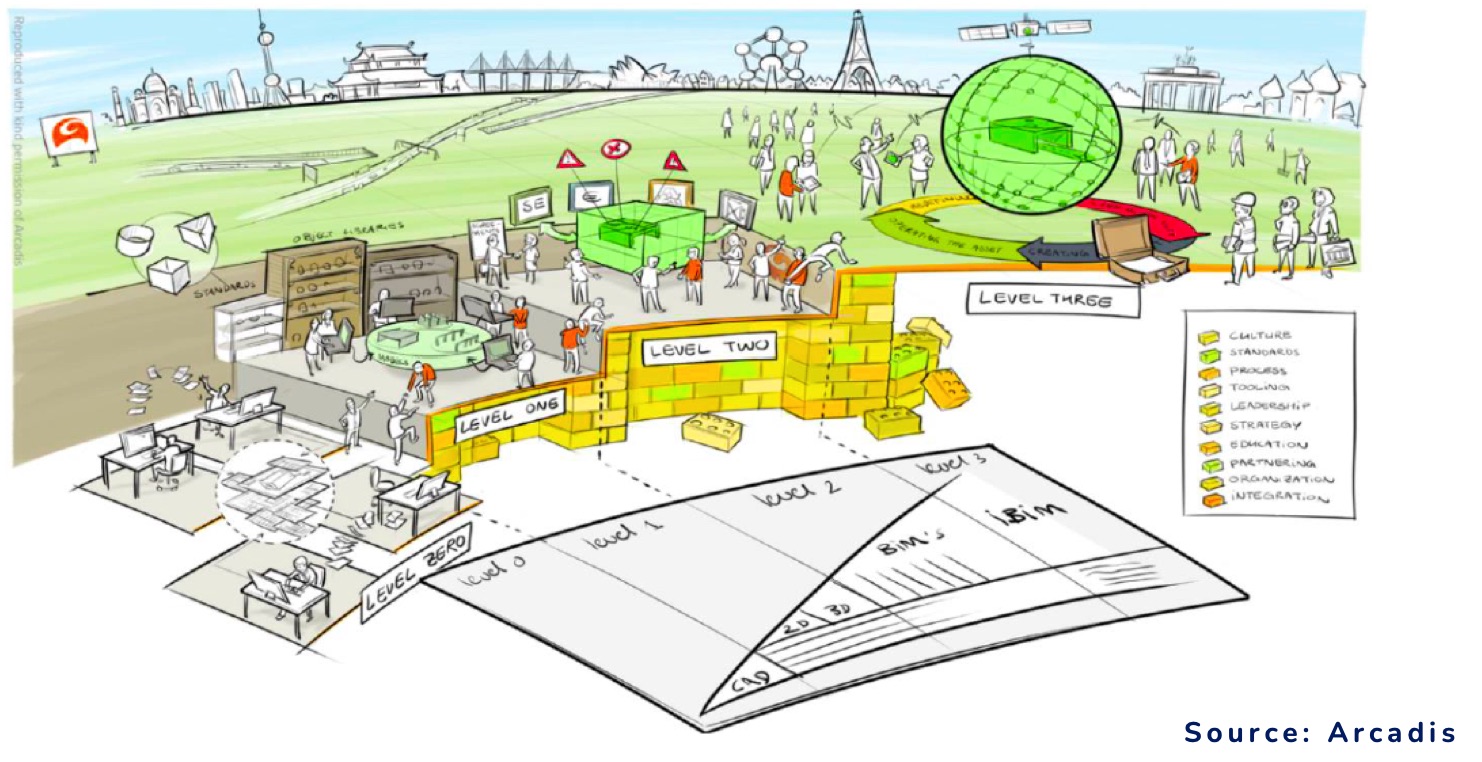 Reproduced with kind permission of Arcadis
SE
€
OBJECT LIBRARIES
STANDARDS
MODELS
OPERATING THE ASSET
CREATING
LEVEL THREE
LEVEL TWO
LEVEL ONE
LEVEL ZERO
CULTURE
STANDARDS
PROCESS
TOOLING
LEADERSHIP
STRATEGY
EDUCATION
PARTNERING
ORGANIZATION
INTEGRATION
level 0
level 1
level 2
level 3
iBIM
BIM's
2D
3D
CAD
Source: Arcadis